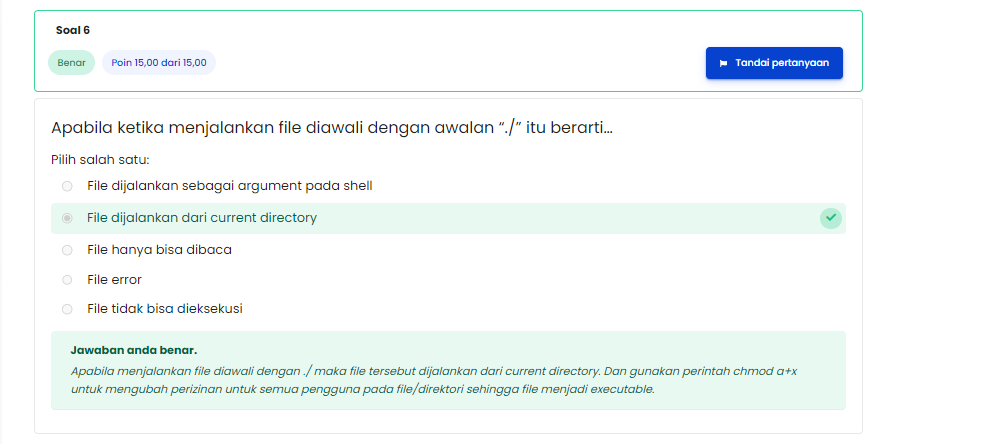 Soal 6
Benar
Poin 15,00 dari 15,00
Tandai pertanyaan
Apabila ketika menjalankan file diawali dengan awalan “./” itu berarti...
Pilih salah satu:
File dijalankan sebagai argument pada shell
File dijalankan dari current directory
File hanya bisa dibaca
File error
File tidak bisa dieksekusi
Jawaban anda benar.
Apabila menjalankan file diawali dengan ./ maka file tersebut dijalankan dari current directory. Dan gunakan perintah chmod a+x
untuk mengubah perizinan untuk semua pengguna pada file/direktori sehingga file menjadi executable.